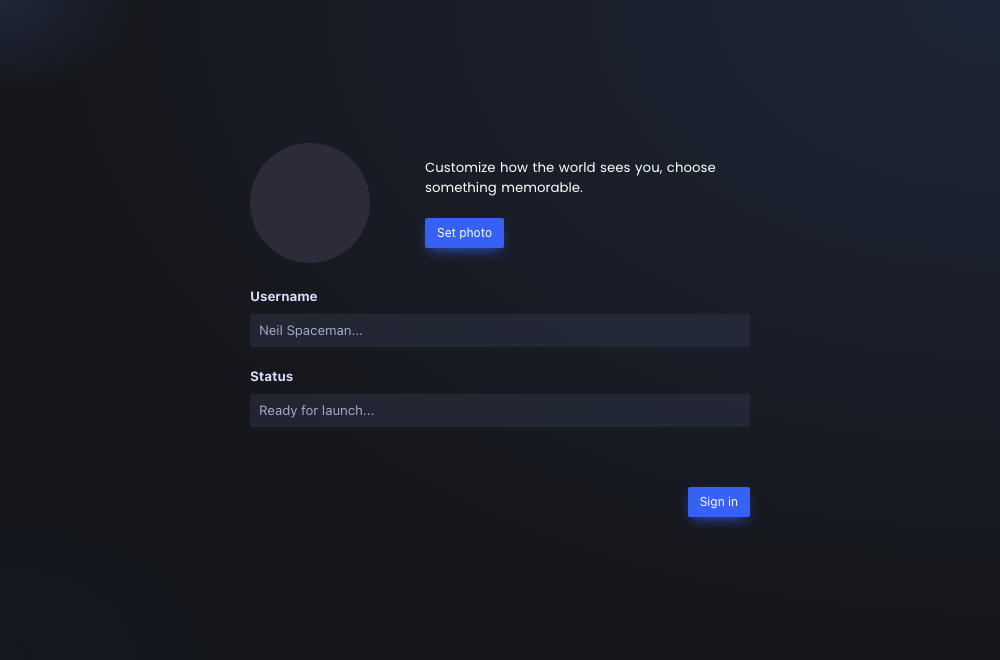 Customize how the world sees you, choose
something memorable.
Set photo
Username
Neil Spaceman...
Status
Ready for launch...
Sign in